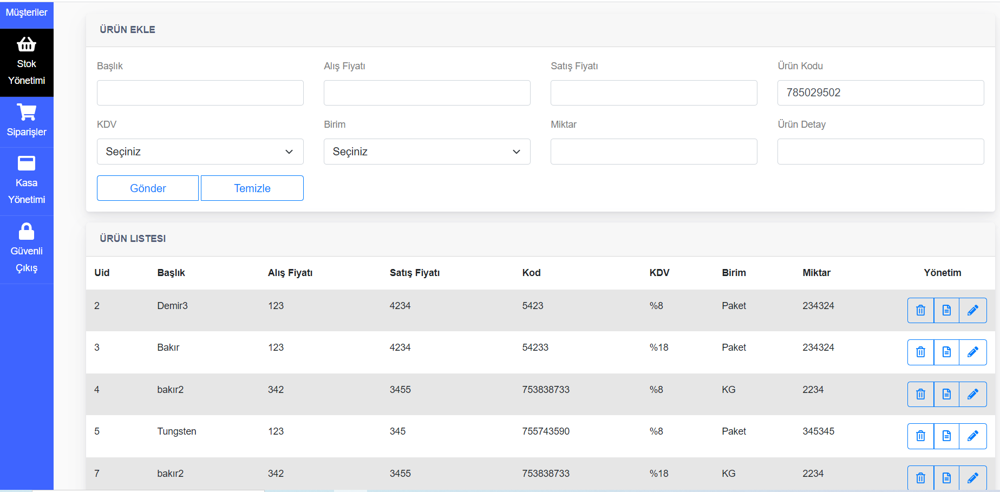 Müşteriler
Stok
Yönetimi
Siparişler
Kasa
Yönetimi
Güvenli
Çıkış
ÜRÜN EKLE
Başlık Alış Fiyatı Satış Fiyatı Ürün Kodu
785029502
KDV Birim Miktar Ürün Detay
Seçiniz Seçiniz
Gönder Temizle
ÜRÜN LISTESI
Uid Başlık Alış Fiyatı Satış Fiyatı Kod KDV Birim Miktar Yönetim
2 Demir3 123 4234 5423 %8 Paket 234324
3 Bakır 123 4234 54233 %18 Paket 234324
4 bakır2 342 3455 753838733 %8 KG 2234
5 Tungsten 123 345 755743590 %8 Paket 345345
7 bakır2 342 3455 753838733 %18 KG 2234